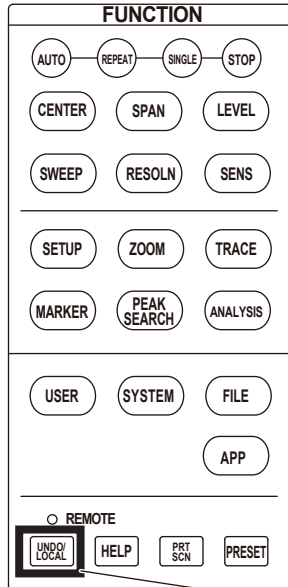 FUNCTION
AUTO REPEAT SINGLE STOP
CENTER SPAN LEVEL
SWEEP RESOLN SENS
SETUP ZOOM TRACE
MARKER PEAK SEARCH ANALYSIS
USER SYSTEM FILE
APP
REMOTE
UNDO/ LOCAL HELP PRT SCN PRESET